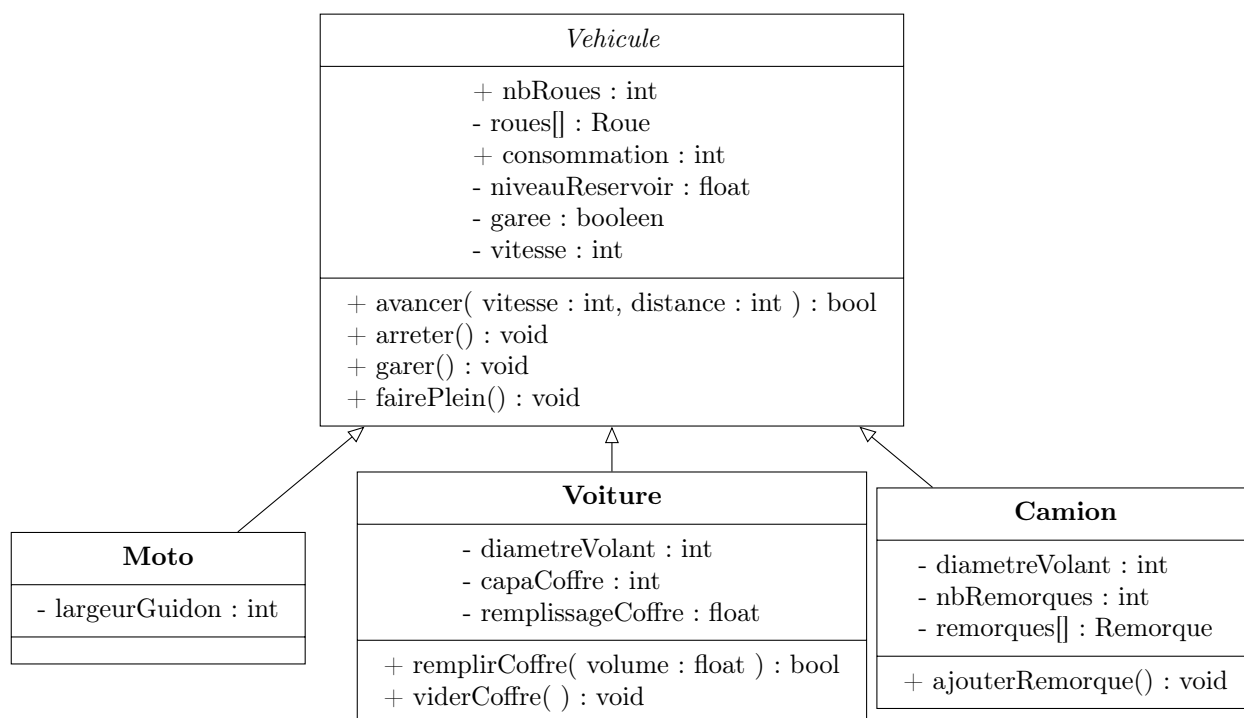 Vehicule
+ nbRoues : int
- roues[] : Roue
+ consommation : int
- niveauReservoir : float
- garee : booleen
- vitesse : int
+ avancer( vitesse : int, distance : int ) : bool
+ arreter() : void
+ garer() : void
+ fairePlein() : void
Moto
- largeurGuidon : int
Voiture
- diametreVolant : int
- capaCoffre : int
- remplissageCoffre : float
+ remplirCoffre( volume : float ) : bool
+ viderCoffre( ) : void
Camion
- diametreVolant : int
- nbRemorques : int
- remorques[] : Remorque
+ ajouterRemorque() : void